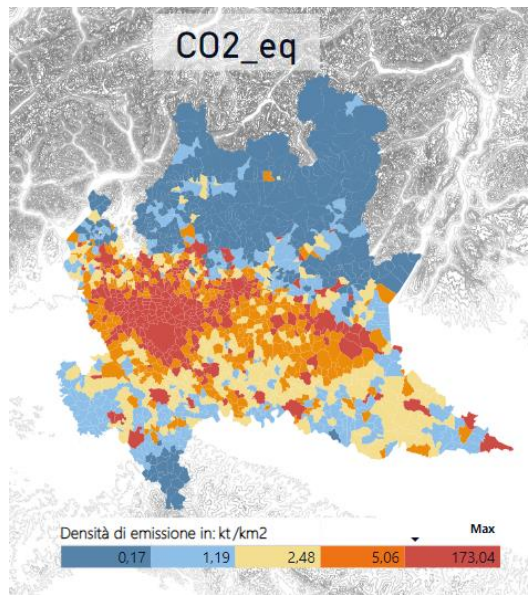 CO2_eq
Densità di emissione in: kt/km2
Max
0,17 1,19 2,48 5,06 173,04